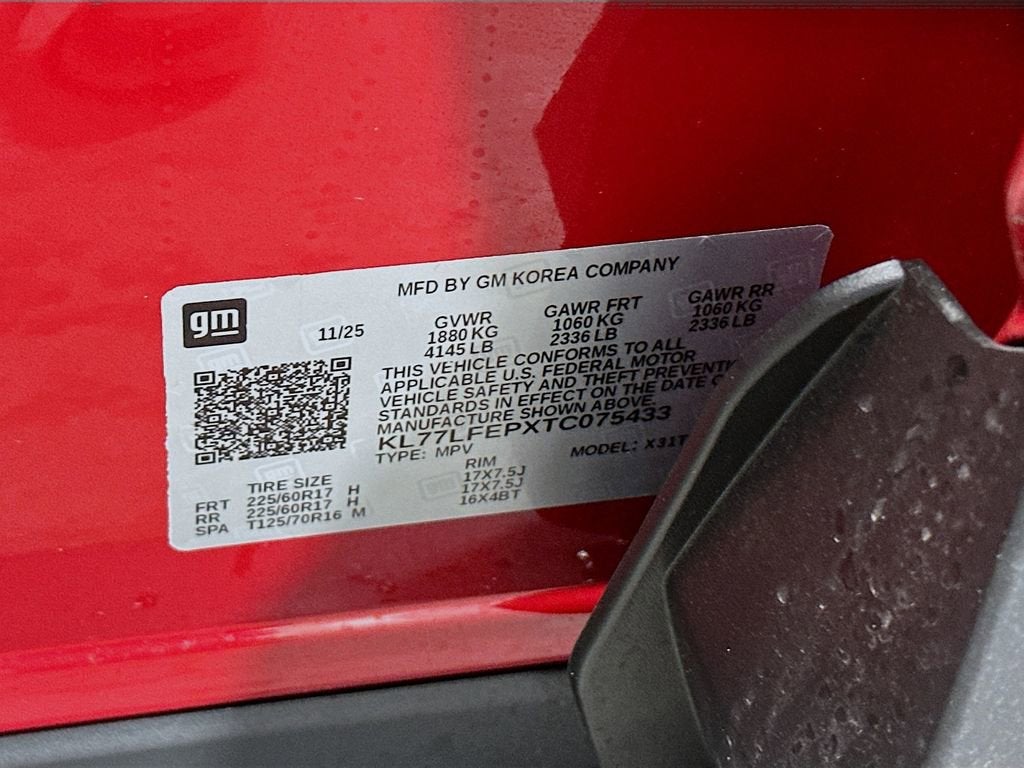 MFD BY GM KOREA COMPANY
gm
11/25
GVWR GAWR FRT GAWR RR
1880 KG 1060 KG 1060 KG
4145 LB 2336 LB 2336 LB
THIS VEHICLE CONFORMS TO ALL
APPLICABLE U.S. FEDERAL MOTOR
VEHICLE SAFETY AND THEFT PREVENTI
STANDARDS IN EFFECT ON THE DATE O
MANUFACTURE SHOWN ABOVE.
KL77LFEPXTC075433
TYPE: MPV MODEL: X31T
TIRE SIZE RIM
FRT 225/60R17 H 17X7.5J
RR 225/60R17 H 17X7.5J
SPA T125/70R16 M 16X4BT